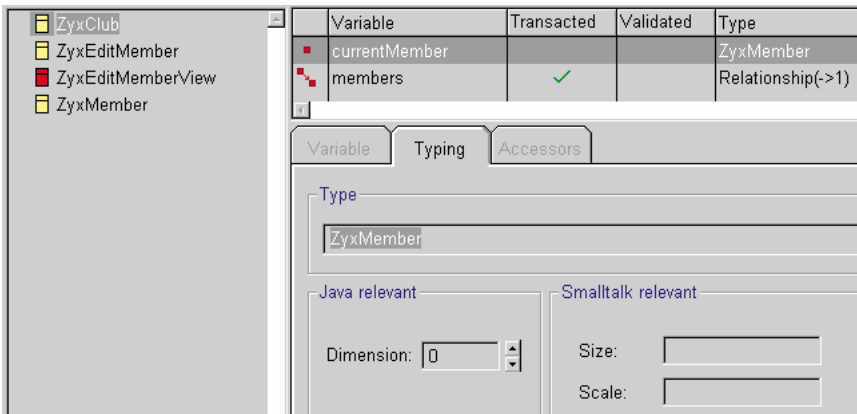 ZyxClub
ZyxEditMember
ZyxEditMemberView
ZyxMember
Variable Transacted Validated Type
currentMember ZyxMember
members Relationship(->1)
Variable Typing Accessors
Type
ZyxMember
Java relevant
Dimension: 0
Smalltalk relevant
Size:
Scale: